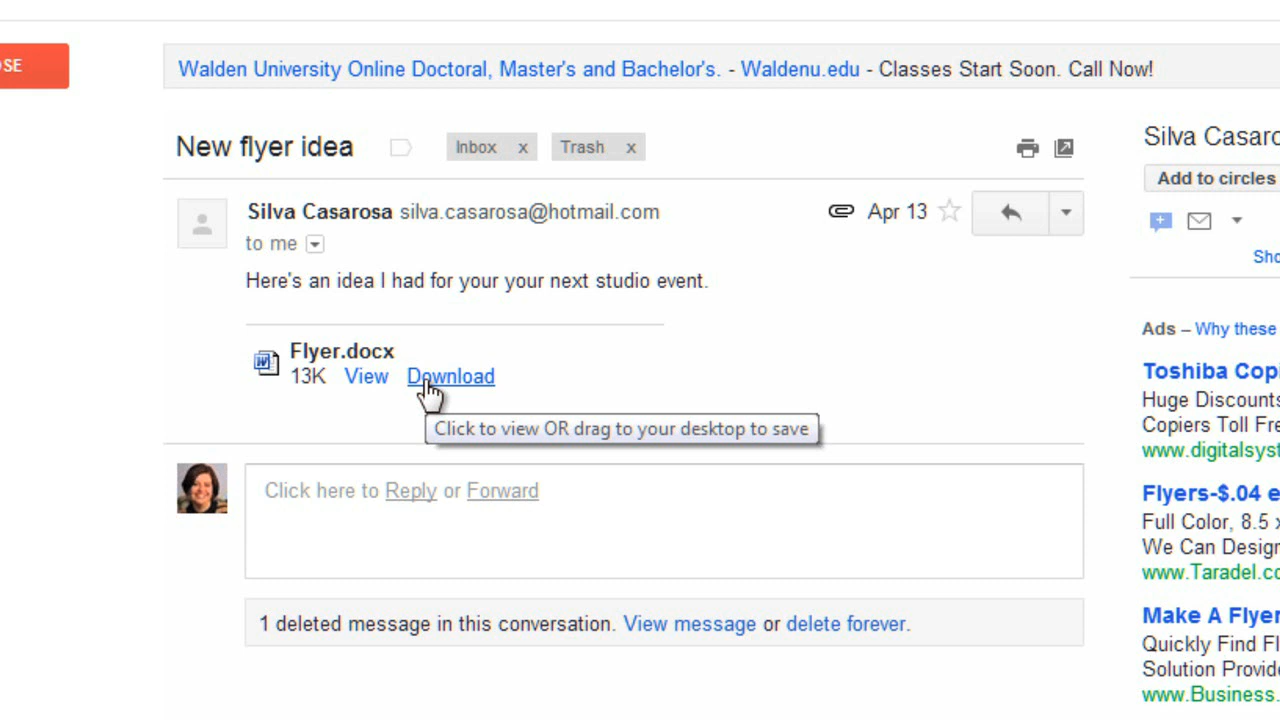 OSE
Walden University Online Doctoral, Master's and Bachelor's. - Waldenu.edu - Classes Start Soon. Call Now!
New flyer idea
Inbox x
Trash x
Silva Casarosa silva.casarosa@hotmail.com
Apr 13
to me
Here's an idea I had for your your next studio event.
Flyer.docx
13K View Download
Click to view OR drag to your desktop to save
Click here to Reply or Forward
1 deleted message in this conversation. View message or delete forever.
Silva Casaro
Add to circles
Sho
Ads – Why these
Toshiba Copi
Huge Discounts
Copiers Toll Fre
www.digitalsyst
Flyers-$.04 e
Full Color, 8.5 x
We Can Design
www.Taradel.co
Make A Flyer
Quickly Find Fl
Solution Provide
www.Business.